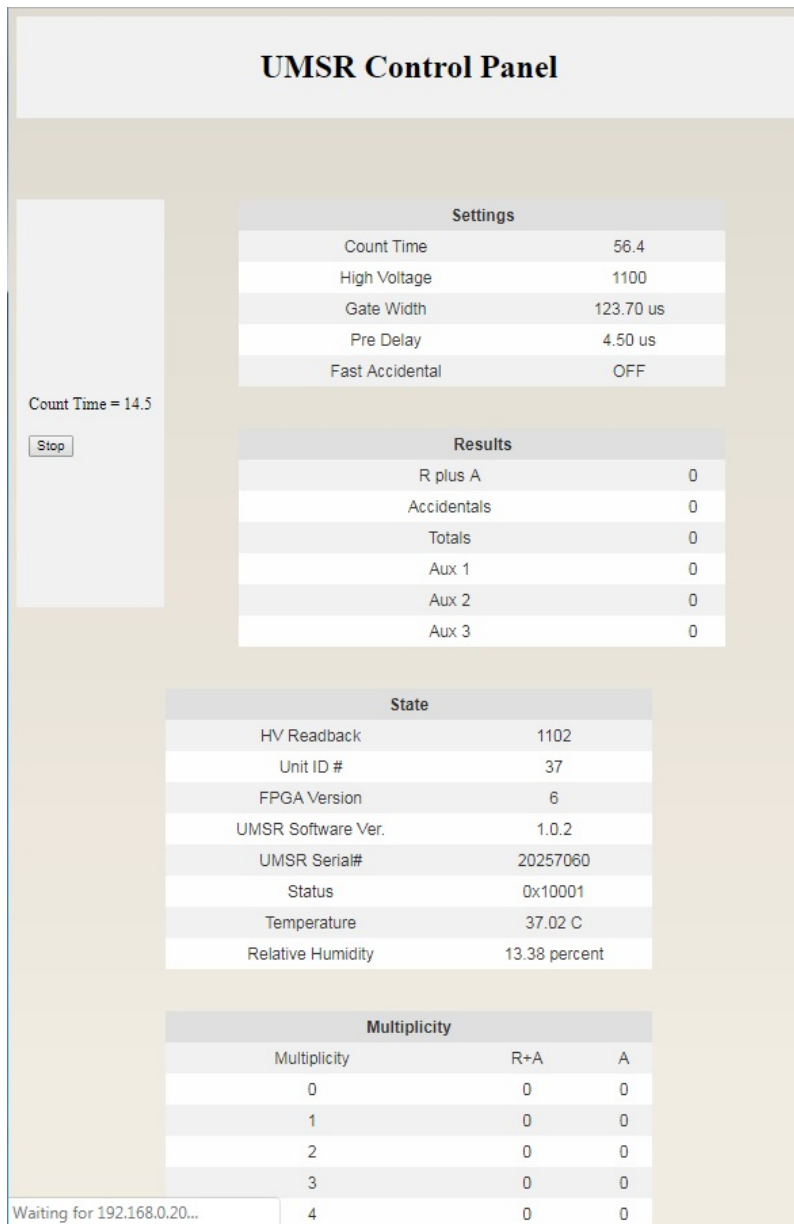 UMSR Control Panel
Settings
Count Time 56.4
High Voltage 1100
Gate Width 123.70 us
Pre Delay 4.50 us
Fast Accidental OFF
Count Time = 14.5
Stop
Results
R plus A 0
Accidentals 0
Totals 0
Aux 1 0
Aux 2 0
Aux 3 0
State
HV Readback 1102
Unit ID # 37
FPGA Version 6
UMSR Software Ver. 1.0.2
UMSR Serial# 20257060
Status 0x10001
Temperature 37.02 C
Relative Humidity 13.38 percent
Multiplicity
Multiplicity R+A A
0 0 0
1 0 0
2 0 0
3 0 0
4 0 0
Waiting for 192.168.0.20...